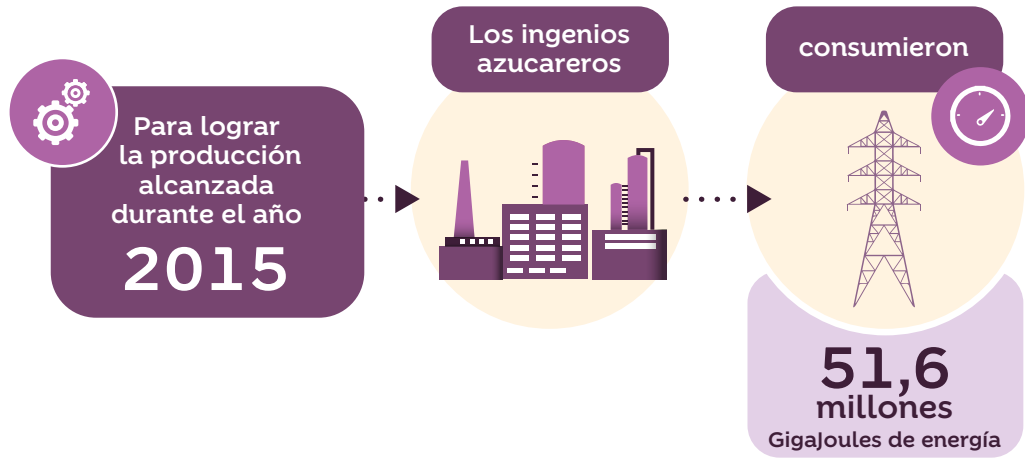 Para lograr
la producción
alcanzada
durante el año
2015
Los ingenios
azucareros
consumieron
51,6
millones
GigaJoules de energía